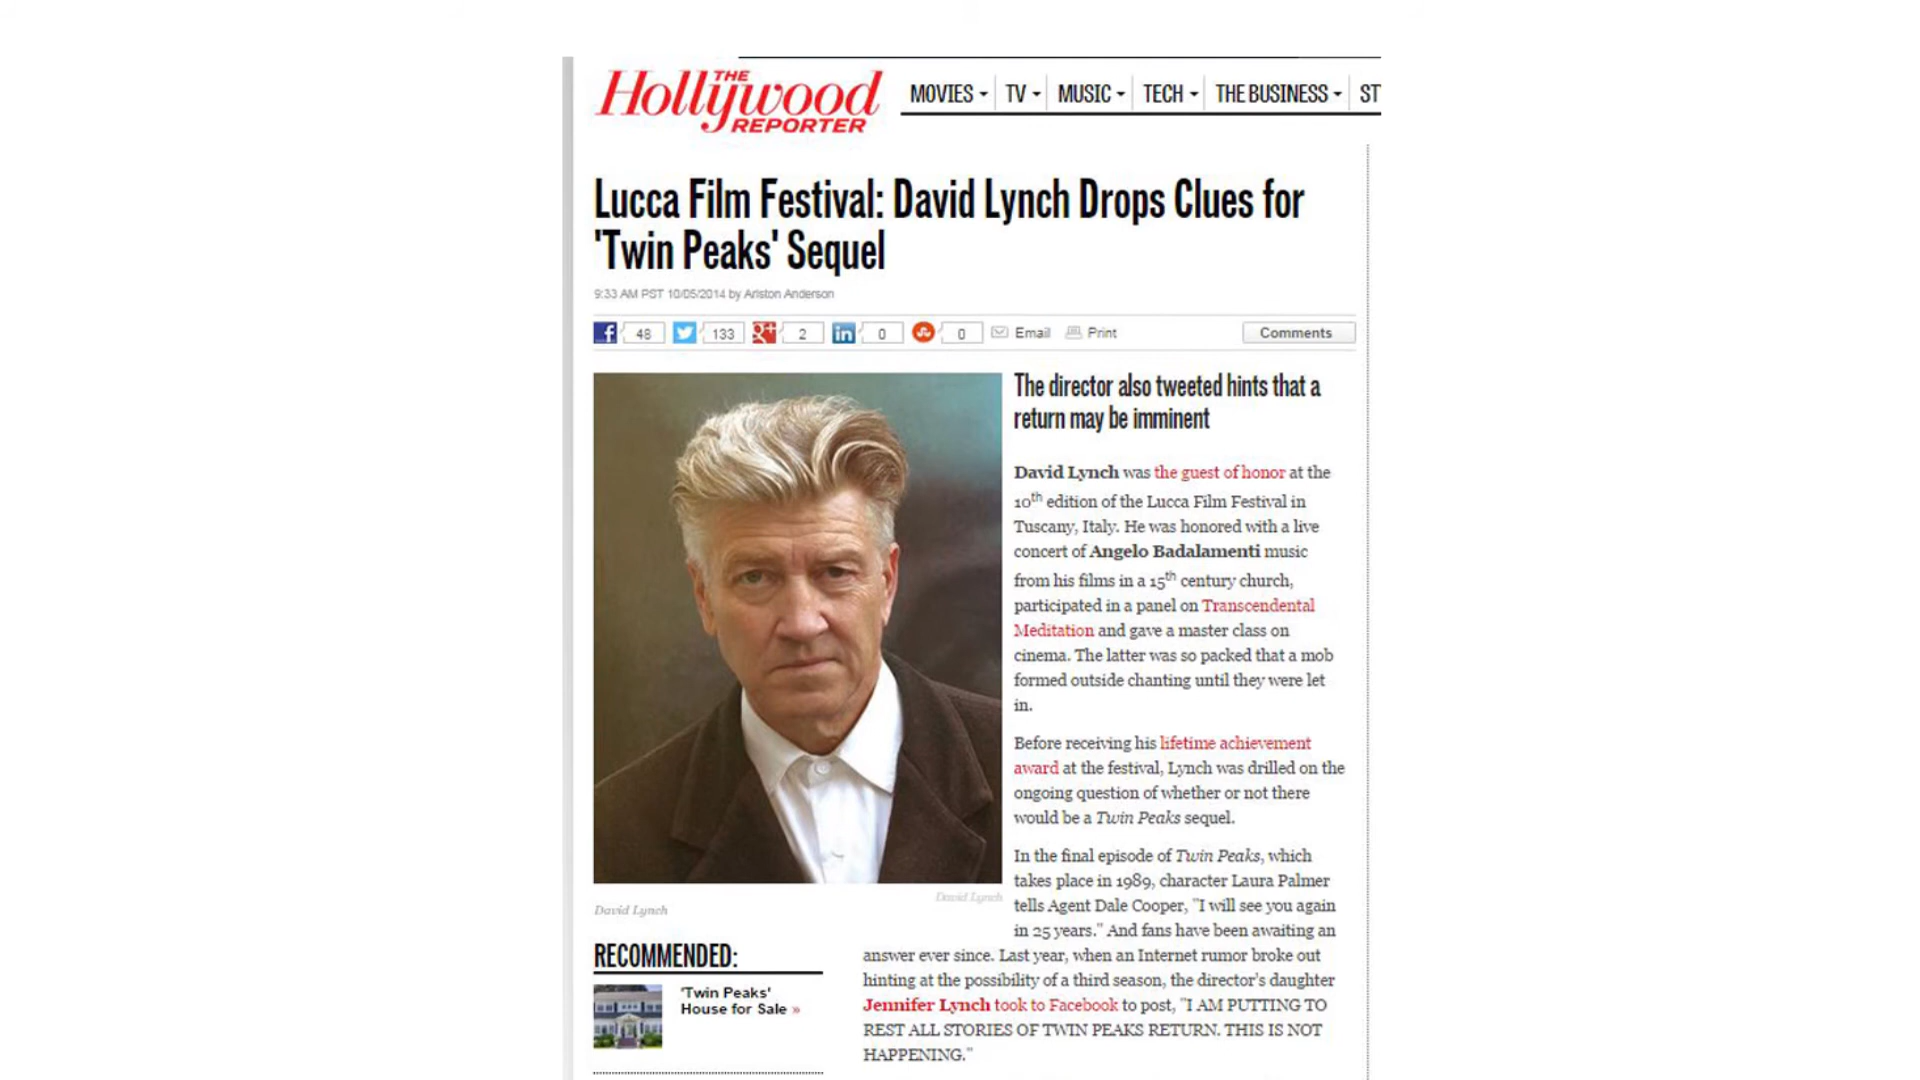 THE
Hollywood
REPORTER
MOVIES TV MUSIC TECH THE BUSINESS ST
Lucca Film Festival: David Lynch Drops Clues for
'Twin Peaks' Sequel
9:33 AM PST 10/05/2014 by Ariston Anderson
48 133 2 in 0 0 Email Print Comments
The director also tweeted hints that a
return may be imminent
David Lynch was the guest of honor at the
10th edition of the Lucca Film Festival in
Tuscany, Italy. He was honored with a live
concert of Angelo Badalamenti music
from his films in a 15th century church,
participated in a panel on Transcendental
Meditation and gave a master class on
cinema. The latter was so packed that a mob
formed outside chanting until they were let
in.
Before receiving his lifetime achievement
award at the festival, Lynch was drilled on the
ongoing question of whether or not there
would be a Twin Peaks sequel.
In the final episode of Twin Peaks, which
takes place in 1989, character Laura Palmer
tells Agent Dale Cooper, "I will see you again
in 25 years." And fans have been awaiting an
answer ever since. Last year, when an Internet rumor broke out
hinting at the possibility of a third season, the director's daughter
Jennifer Lynch took to Facebook to post, "I AM PUTTING TO
REST ALL STORIES OF TWIN PEAKS RETURN. THIS IS NOT
HAPPENING."
David Lynch
David Lynch
RECOMMENDED:
'Twin Peaks'
House for Sale »